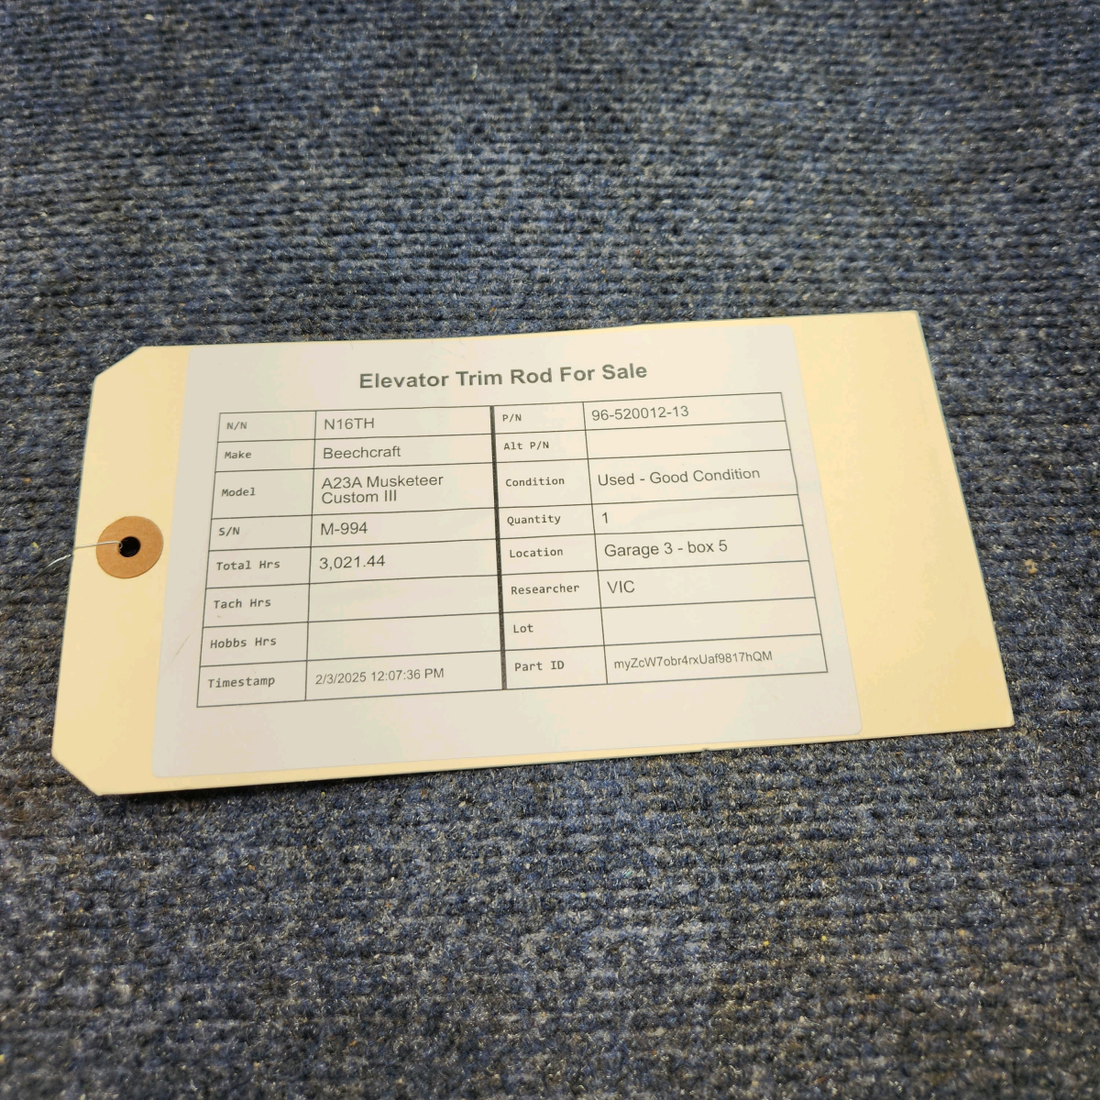 Elevator Trim Rod For Sale
N/N N16TH P/N 96-520012-13
Make Beechcraft Alt P/N
Model A23A Musketeer Custom III Condition Used - Good Condition
S/N M-994 Quantity 1
Total Hrs 3,021.44 Location Garage 3 - box 5
Tach Hrs Researcher VIC
Hobbs Hrs Lot
Timestamp 2/3/2025 12:07:36 PM Part ID myZcW7obr4rxUaf9817hQM